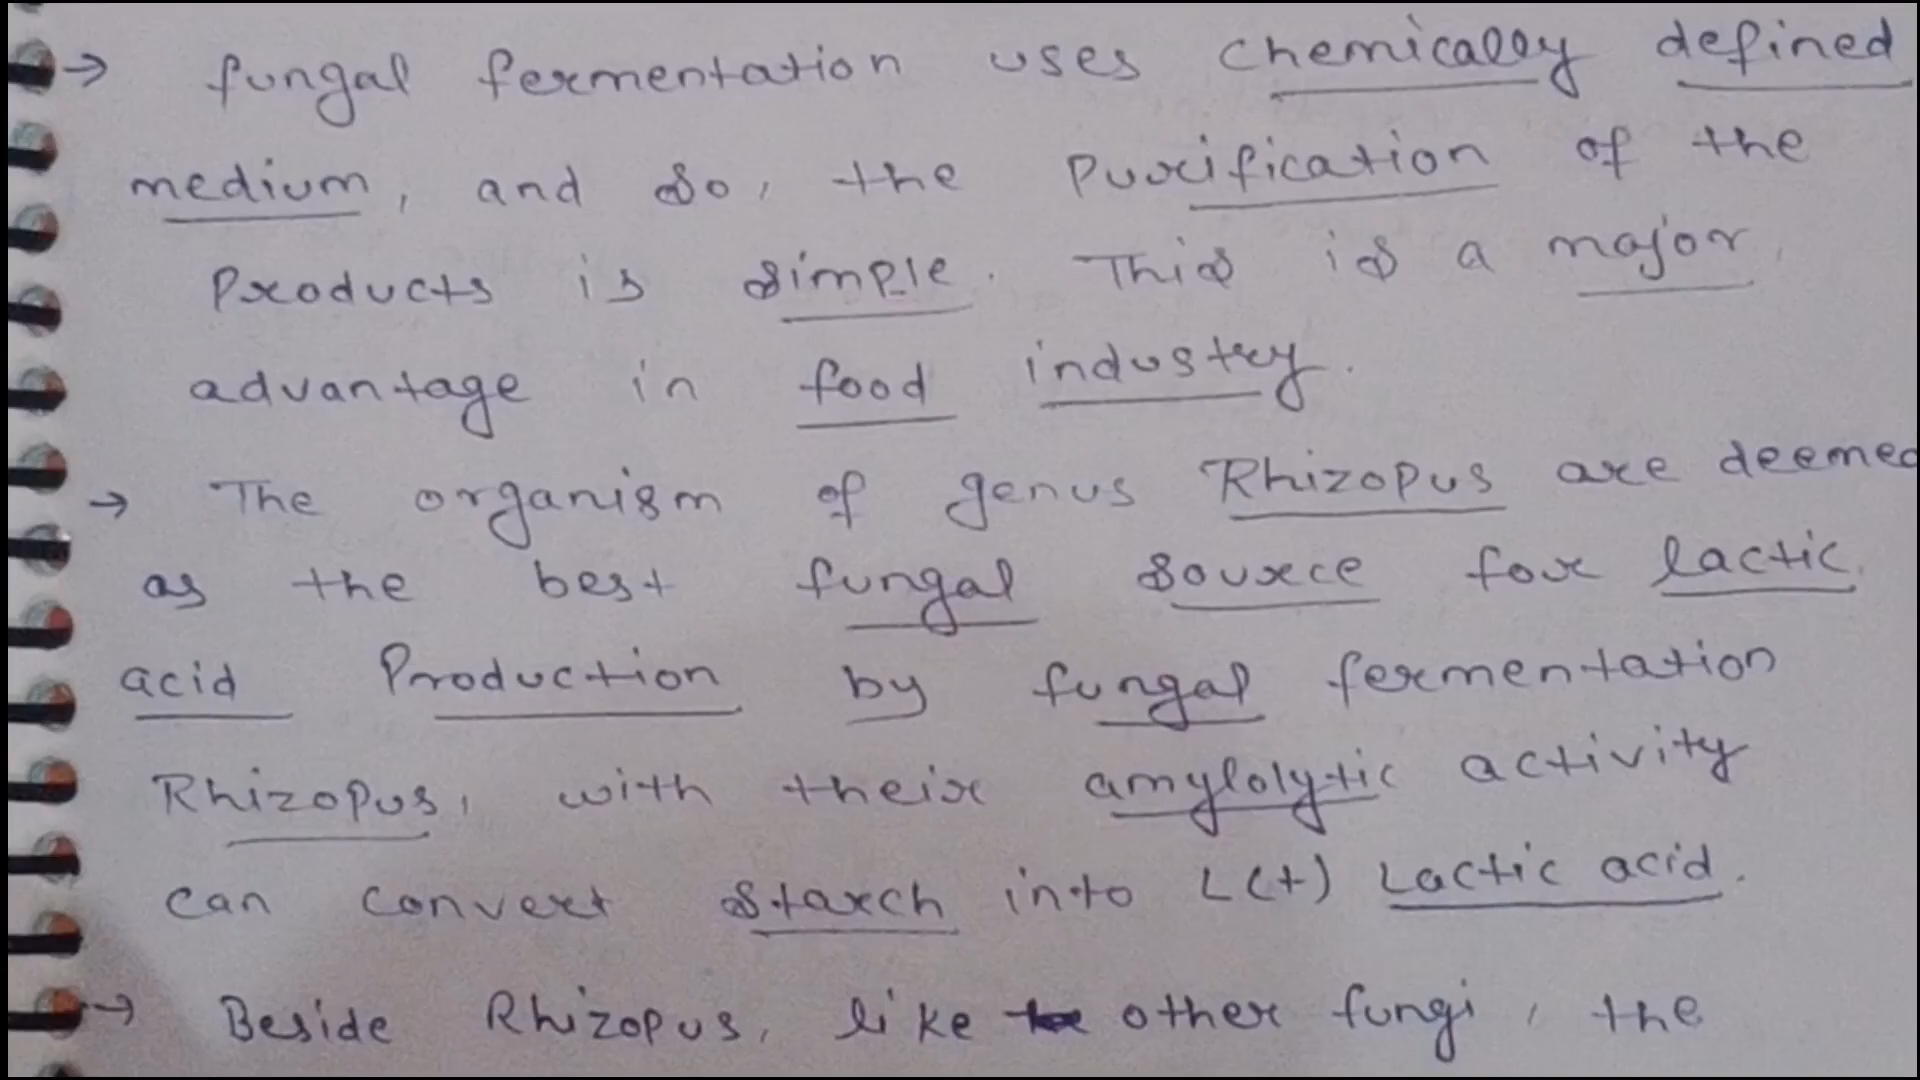 → fungal fermentation uses chemically defined
medium, and so, the Purification of the
Products is simple. This is a major
advantage in food industry.
→ The organism of genus Rhizopus are deemed
as the best fungal source for lactic
acid Production by fungal fermentation
Rhizopus, with their amylolytic activity
can convert starch into L(+) Lactic acid.
→ Beside Rhizopus, like other fungi, the